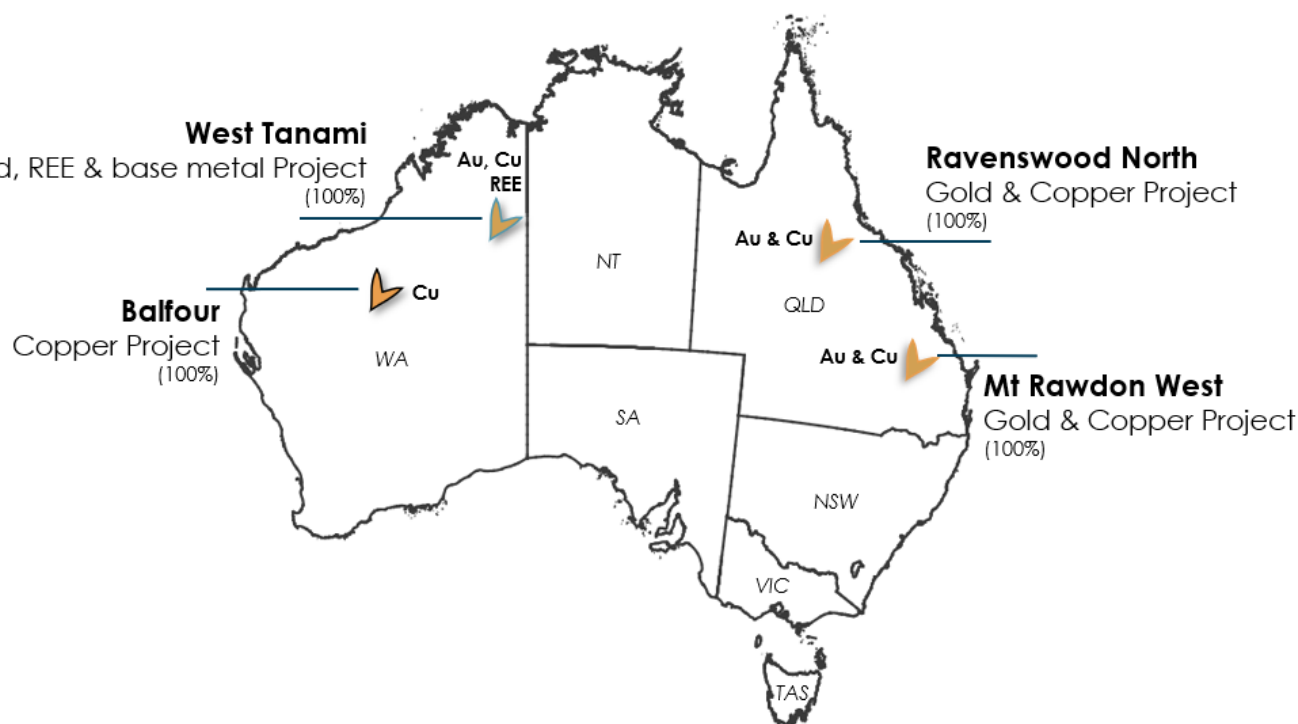 West Tanami
d, REE & base metal Project
(100%)
Au, Cu
REE
Ravenswood North
Gold & Copper Project
(100%)
Au & Cu
NT
QLD
Balfour
Copper Project
(100%)
Cu
WA
Au & Cu
Mt Rawdon West
Gold & Copper Project
(100%)
SA
NSW
VIC
TAS